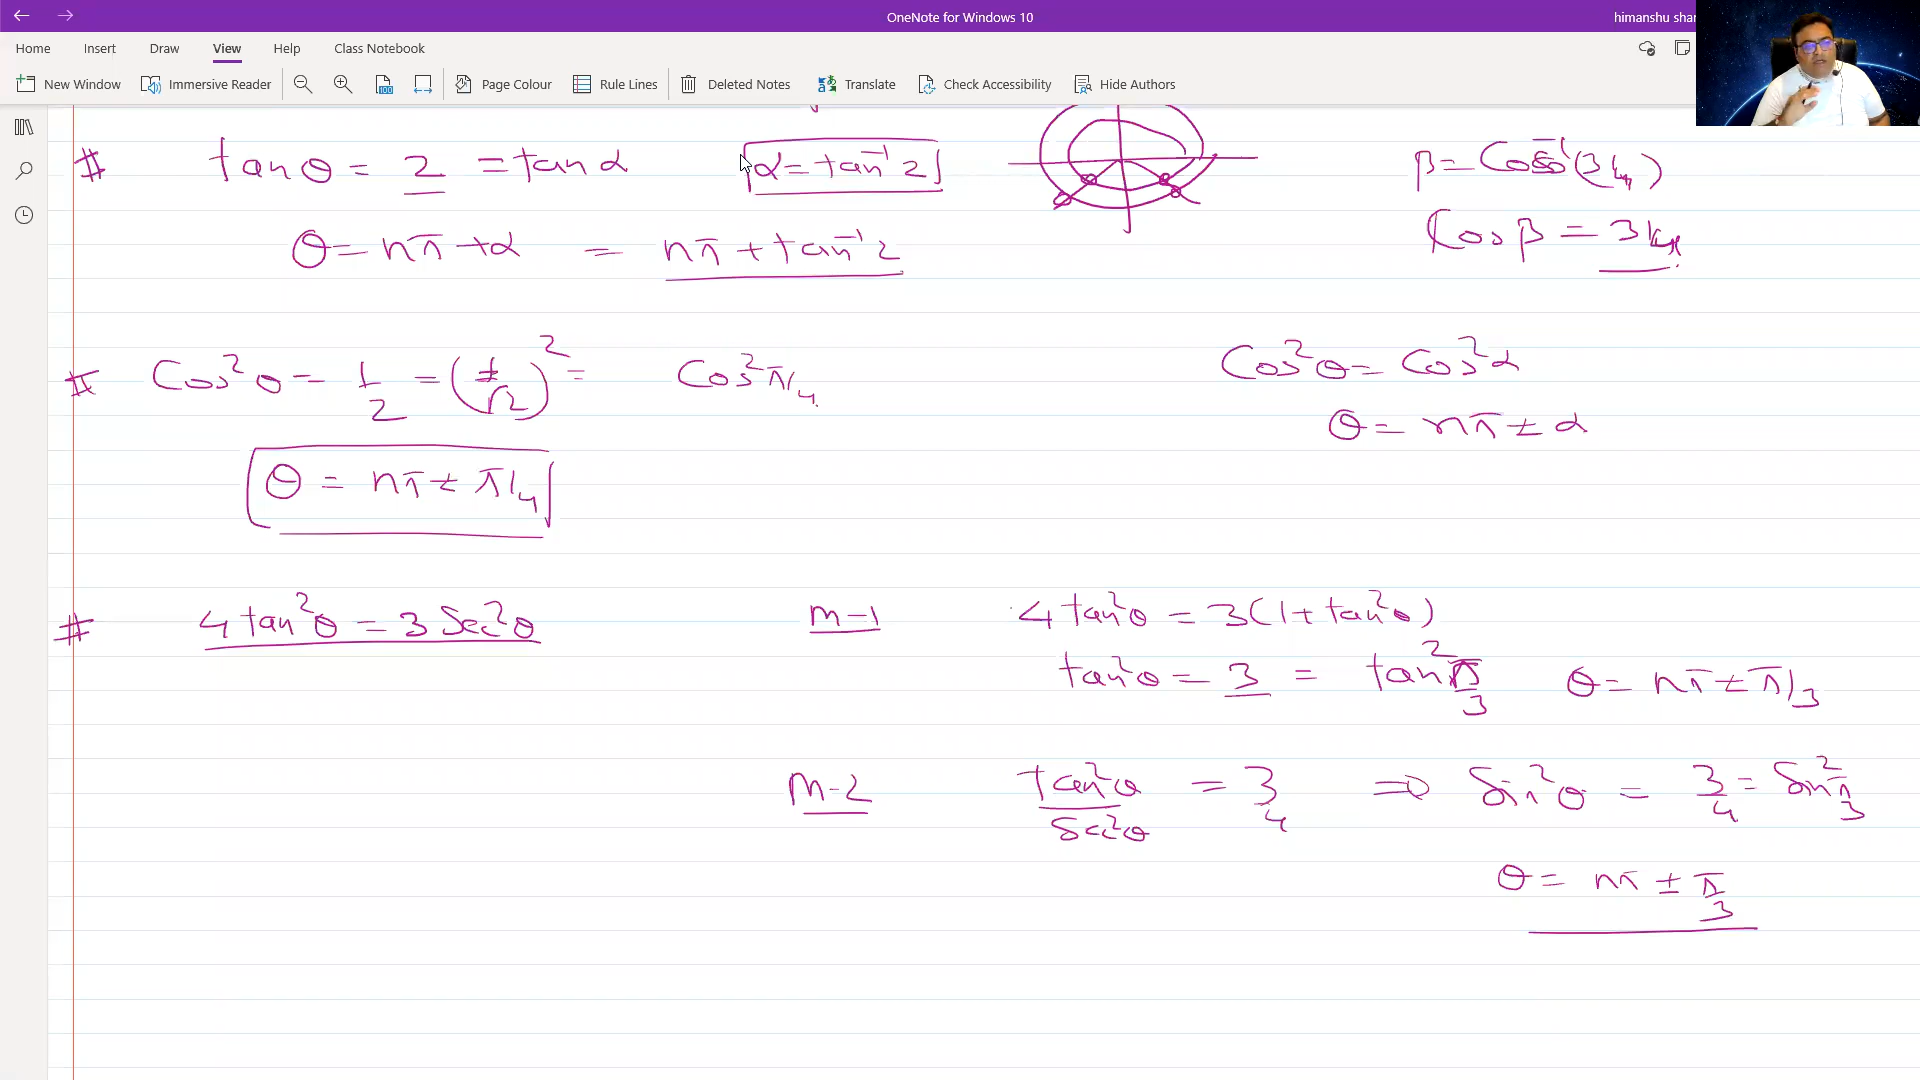 OneNote for Windows 10
himanshu shar
Home Insert Draw View Help Class Notebook
New Window Immersive Reader 100 Page Colour Rule Lines Deleted Notes Translate Check Accessibility Hide Authors
# tanθ = 2 = tanα α = tan⁻¹2 β = Cos⁻¹(3/4)
θ = nπ + α = nπ + tan⁻¹2 Cosβ = 3/4
# Cos²θ = 1/2 = (1/√2)² = Cos²π/4 Cos²θ = Cos²α
θ = nπ ± α
θ = nπ ± π/4
# 4tan²θ = 3Sec²θ m-1 4tan²θ = 3(1+tan²θ)
tan²θ = 3 = tan²π/3 θ = nπ ± π/3
m-2 tan²θ/Sec²θ = 3/4 ⇒ Sin²θ = 3/4 = Sin²π/3
θ = nπ ± π/3